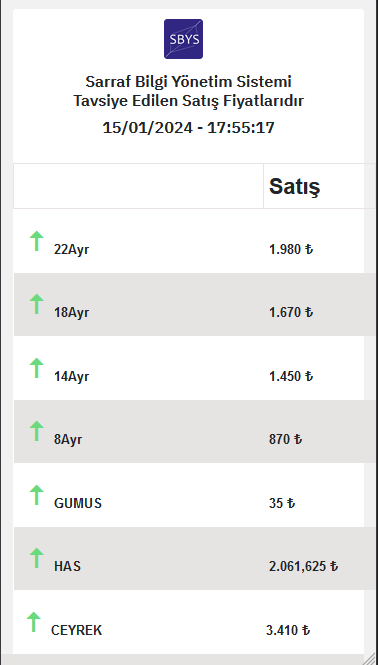 SBYS
Sarraf Bilgi Yönetim Sistemi
Tavsiye Edilen Satış Fiyatlarıdır
15/01/2024 - 17:55:17
Satış
22Ayr 1.980 ₺
18Ayr 1.670 ₺
14Ayr 1.450 ₺
8Ayr 870 ₺
GUMUS 35 ₺
HAS 2.061,625 ₺
CEYREK 3.410 ₺